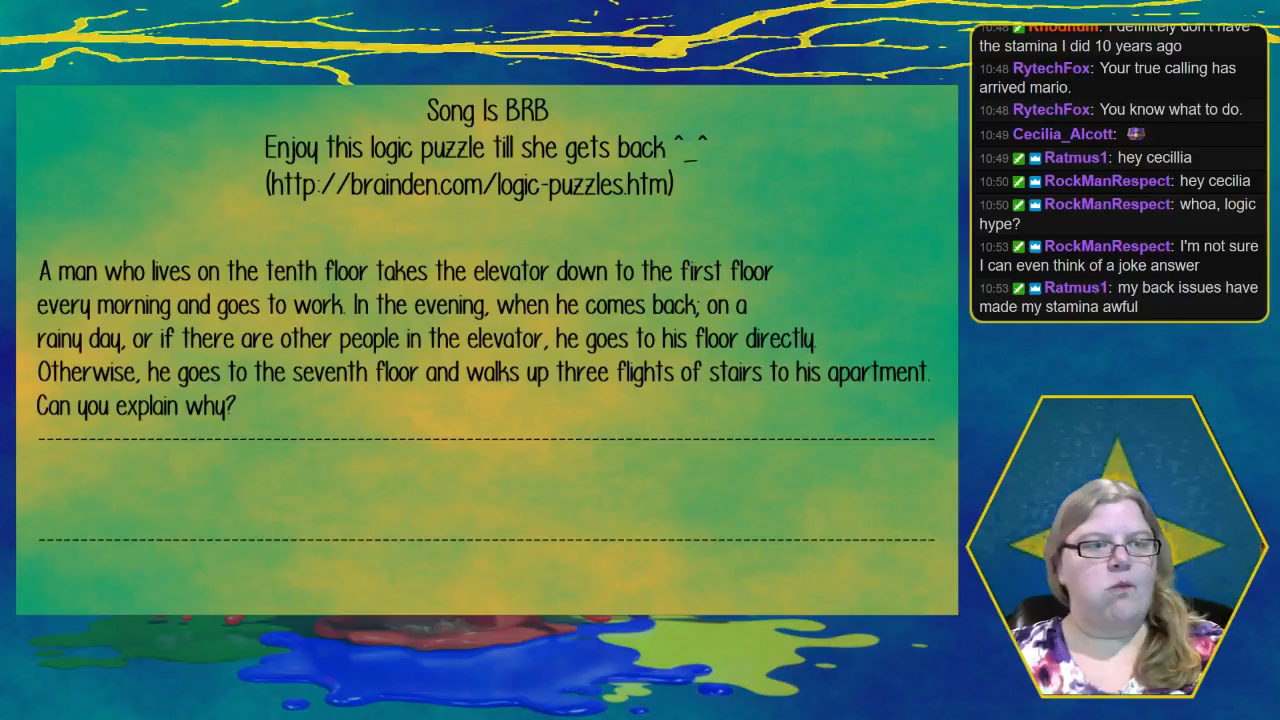 Song Is BRB
Enjoy this logic puzzle till she gets back ^_^
(http://brainden.com/logic-puzzles.htm)
A man who lives on the tenth floor takes the elevator down to the first floor
every morning and goes to work. In the evening, when he comes back; on a
rainy day, or if there are other people in the elevator, he goes to his floor directly.
Otherwise, he goes to the seventh floor and walks up three flights of stairs to his apartment.
Can you explain why?
10:48 Rhodnum: I definitely don't have
the stamina I did 10 years ago
10:48 RytechFox: Your true calling has
arrived mario.
10:48 RytechFox: You know what to do.
10:49 Cecilia_Alcott:
10:49 Ratmus1: hey cecillia
10:50 RockManRespect: hey cecilia
10:50 RockManRespect: whoa, logic
hype?
10:53 RockManRespect: I'm not sure
I can even think of a joke answer
10:53 Ratmus1: my back issues have
made my stamina awful